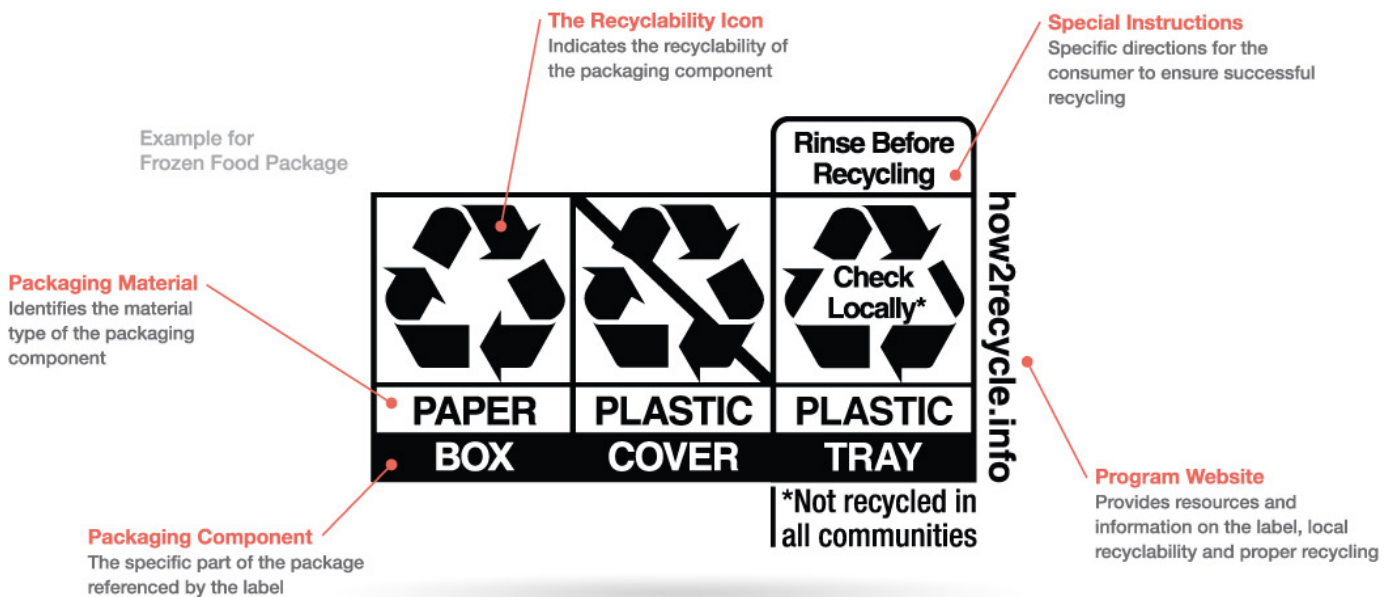 The Recyclability Icon
Indicates the recyclability of
the packaging component
Special Instructions
Specific directions for the
consumer to ensure successful
recycling
Example for
Frozen Food Package
Rinse Before
Recycling
Check
Locally*
how2recycle.info
Packaging Material
Identifies the material
type of the packaging
component
PAPER
PLASTIC
PLASTIC
BOX
COVER
TRAY
*Not recycled in
all communities
Packaging Component
The specific part of the package
referenced by the label
Program Website
Provides resources and
information on the label, local
recyclability and proper recycling